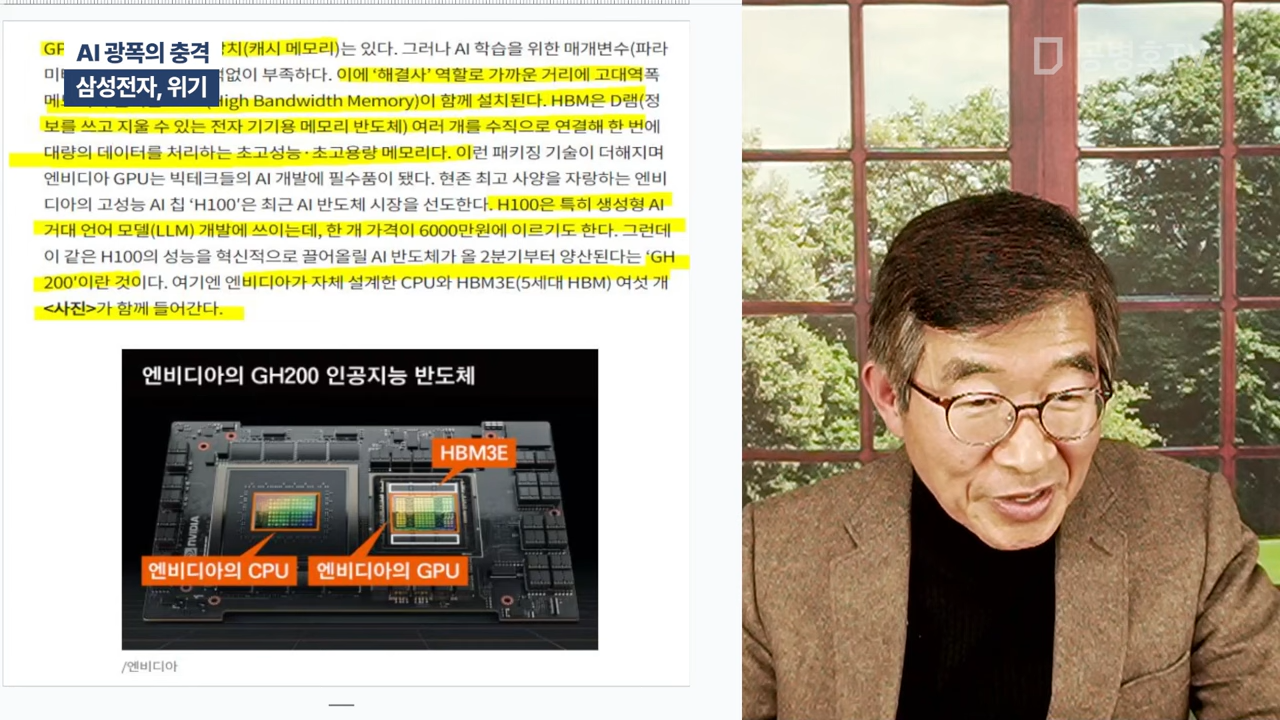 AI 광폭의 충격
삼성전자, 위기
GP 장치(캐시 메모리)는 있다. 그러나 AI 학습을 위한 매개변수(파라
미 없이 부족하다. 이에 ‘해결사’ 역할로 가까운 거리에 고대역폭
메 (High Bandwidth Memory)이 함께 설치된다. HBM은 D램(정
보를 쓰고 지울 수 있는 전자 기기용 메모리 반도체) 여러 개를 수직으로 연결해 한 번에
대량의 데이터를 처리하는 초고성능·초고용량 메모리다. 이런 패키징 기술이 더해지며
엔비디아 GPU는 빅테크들의 AI 개발에 필수품이 됐다. 현존 최고 사양을 자랑하는 엔비
디아의 고성능 AI 칩 ‘H100’은 최근 AI 반도체 시장을 선도한다. H100은 특히 생성형 AI
거대 언어 모델(LLM) 개발에 쓰이는데, 한 개 가격이 6000만원에 이르기도 한다. 그런데
이 같은 H100의 성능을 혁신적으로 끌어올릴 AI 반도체가 올 2분기부터 양산된다는 ‘GH
200’이란 것이다. 여기엔 엔비디아가 자체 설계한 CPU와 HBM3E(5세대 HBM) 여섯 개
<사진>가 함께 들어간다.
엔비디아의 GH200 인공지능 반도체
HBM3E
NVIDIA
엔비디아의 CPU
엔비디아의 GPU
/엔비디아
공병호TV